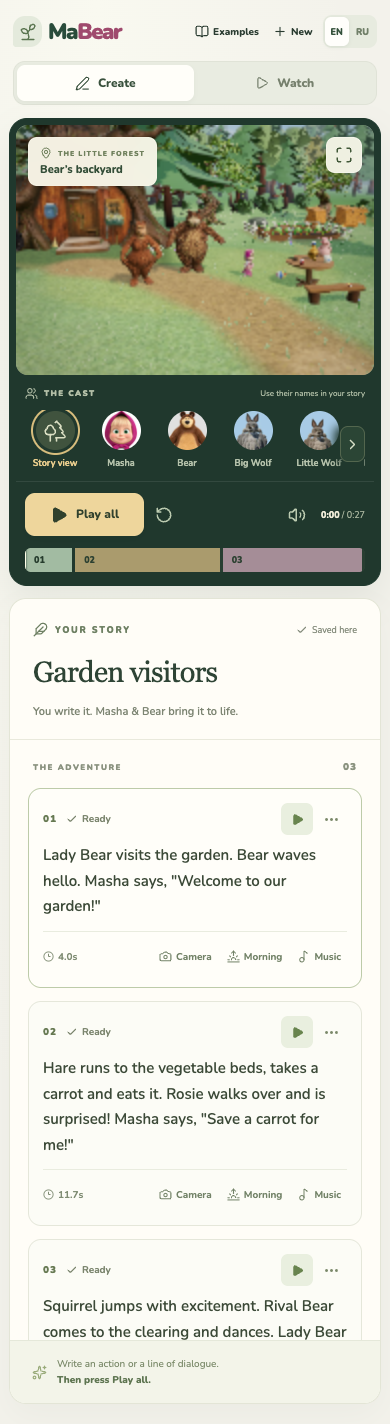 MaBear
Examples
New
EN
RU
Create
Watch
THE LITTLE FOREST
Bear's backyard
THE CAST
Use their names in your story
Story view
Masha
Bear
Big Wolf
Little Wolf
Play all
0:00 / 0:27
01
02
03
YOUR STORY
Saved here
Garden visitors
You write it. Masha & Bear bring it to life.
THE ADVENTURE
03
01
Ready
Lady Bear visits the garden. Bear waves
hello. Masha says, "Welcome to our
garden!"
4.0s
Camera
Morning
Music
02
Ready
Hare runs to the vegetable beds, takes a
carrot and eats it. Rosie walks over and is
surprised! Masha says, "Save a carrot for
me!"
11.7s
Camera
Morning
Music
03
Ready
Squirrel jumps with excitement. Rival Bear
comes to the clearing and dances. Lady Bear
Write an action or a line of dialogue.
Then press Play all.